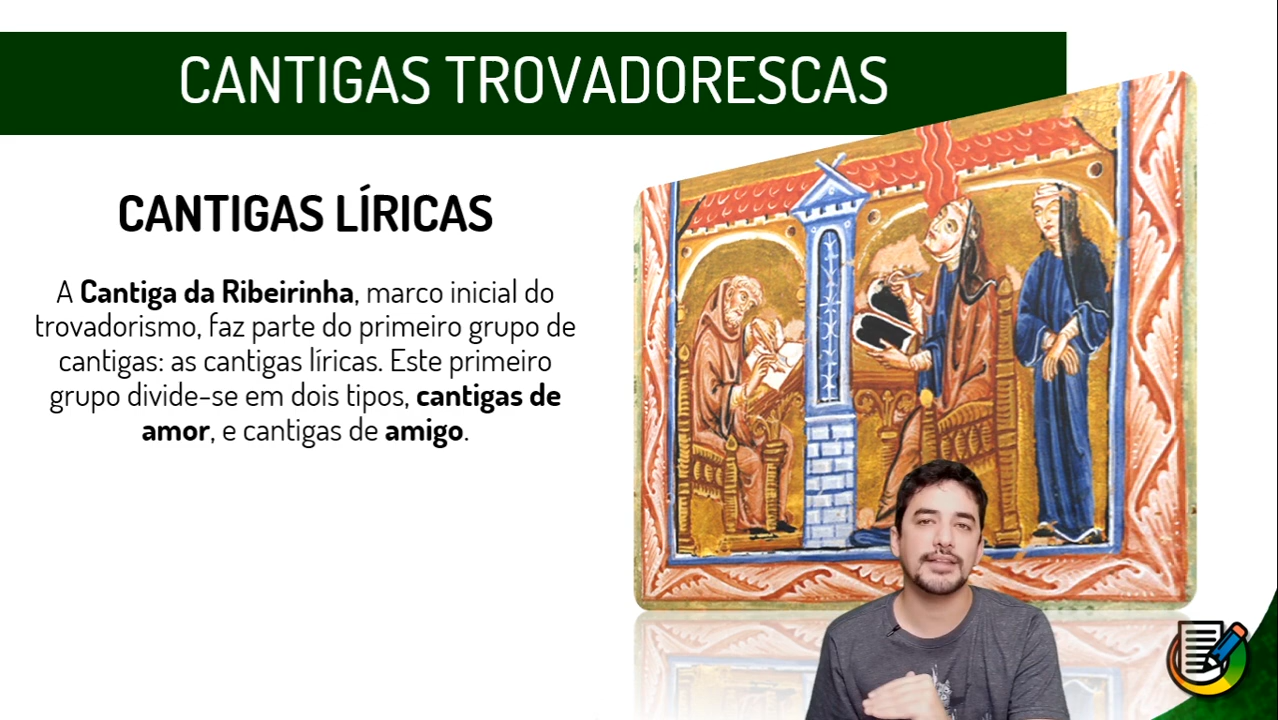 CANTIGAS TROVADORESCAS
CANTIGAS LÍRICAS
A Cantiga da Ribeirinha, marco inicial do
trovadorismo, faz parte do primeiro grupo de
cantigas: as cantigas líricas. Este primeiro
grupo divide-se em dois tipos, cantigas de
amor, e cantigas de amigo.